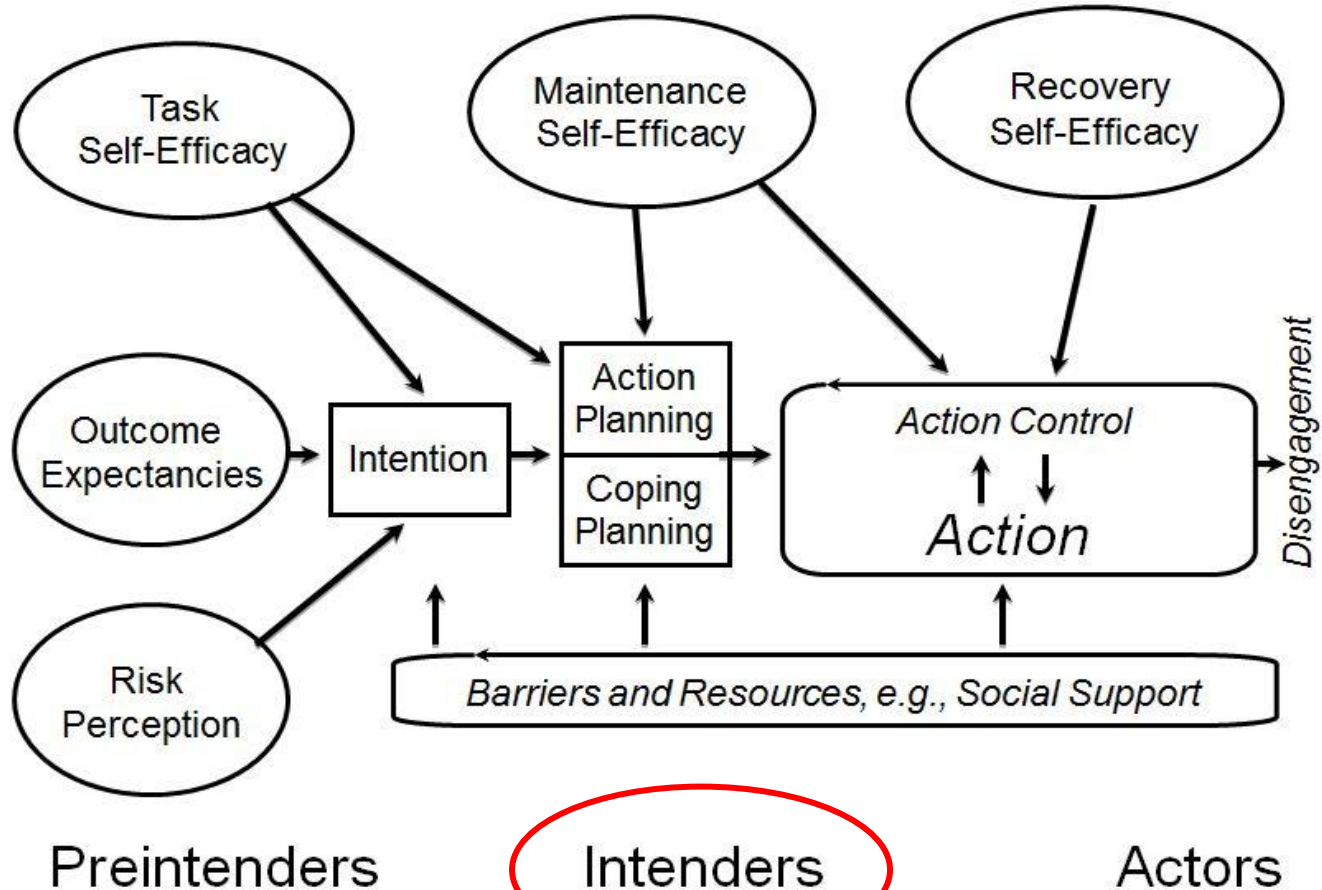 Task
Self-Efficacy
Maintenance
Self-Efficacy
Recovery
Self-Efficacy
Outcome
Expectancies
Intention
Action
Planning
Coping
Planning
Action Control
Action
Disengagement
Risk
Perception
Barriers and Resources, e.g., Social Support
Preintenders
Intenders
Actors